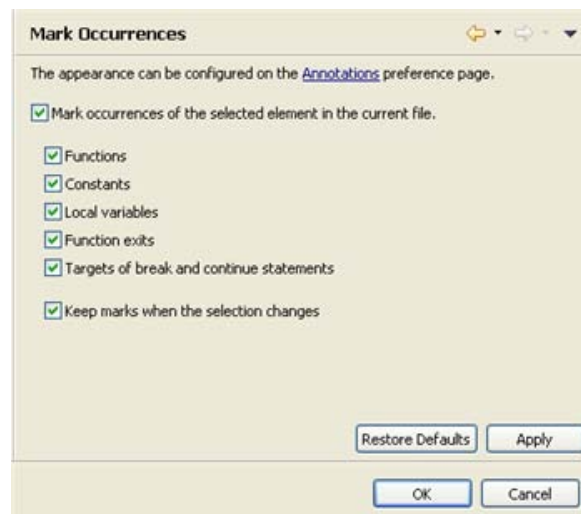 Mark Occurrences
The appearance can be configured on the Annotations preference page.
Mark occurrences of the selected element in the current file.
Functions
Constants
Local variables
Function exits
Targets of break and continue statements
Keep marks when the selection changes
Restore Defaults Apply
OK Cancel